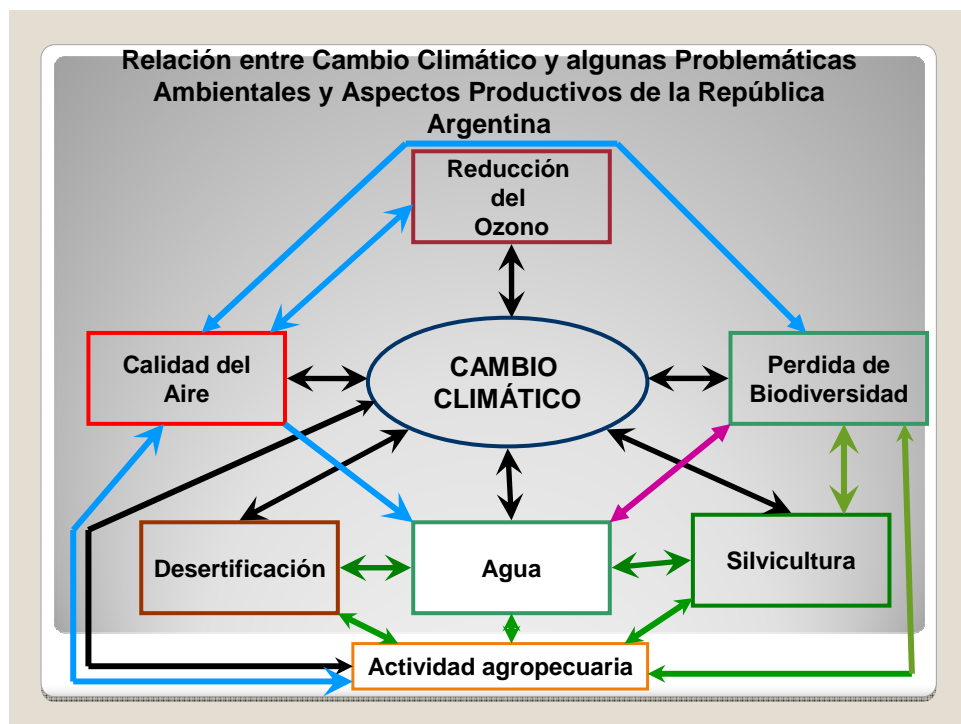 Relación entre Cambio Climático y algunas Problemáticas
Ambientales y Aspectos Productivos de la República
Argentina
Reducción
del
Ozono
Calidad del
Aire
CAMBIO
CLIMÁTICO
Perdida de
Biodiversidad
Desertificación
Agua
Silvicultura
Actividad agropecuaria